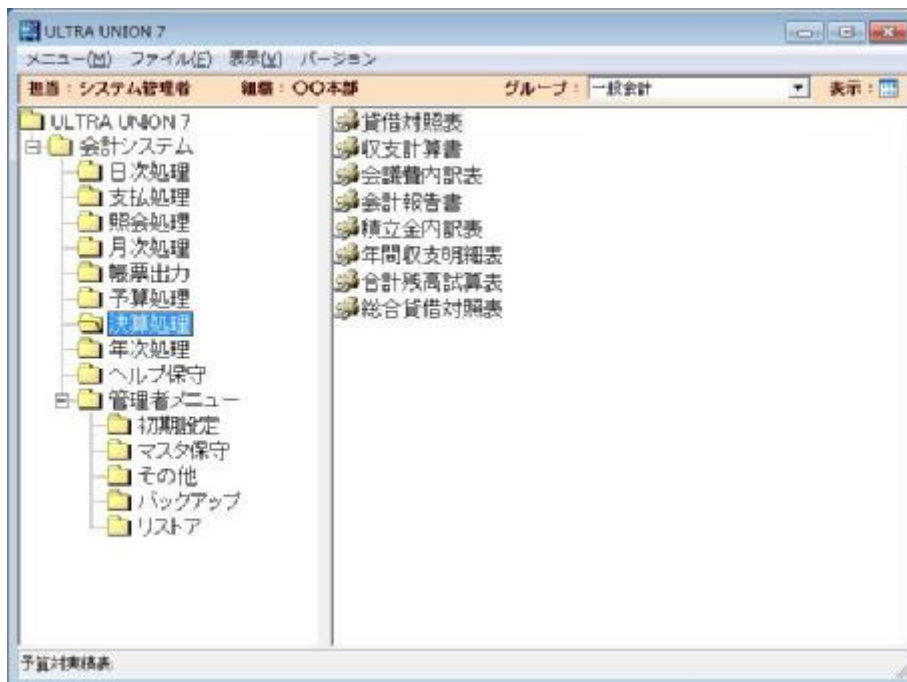 ULTRA UNION 7
メニュー(M) ファイル(F) 表示(V) バージョン
担当：システム管理者 組織：〇〇本部 グループ： 一般会計 表示：
ULTRA UNION 7
会計システム
日次処理
支払処理
照会処理
月次処理
帳票出力
予算処理
決算処理
年次処理
ヘルプ保守
管理者メニュー
初期設定
マスタ保守
その他
バックアップ
リストア
貸借対照表
収支計算書
会議費内訳表
会計報告書
積立金内訳表
年間収支明細表
合計残高試算表
総合貸借対照表
予算対実績表